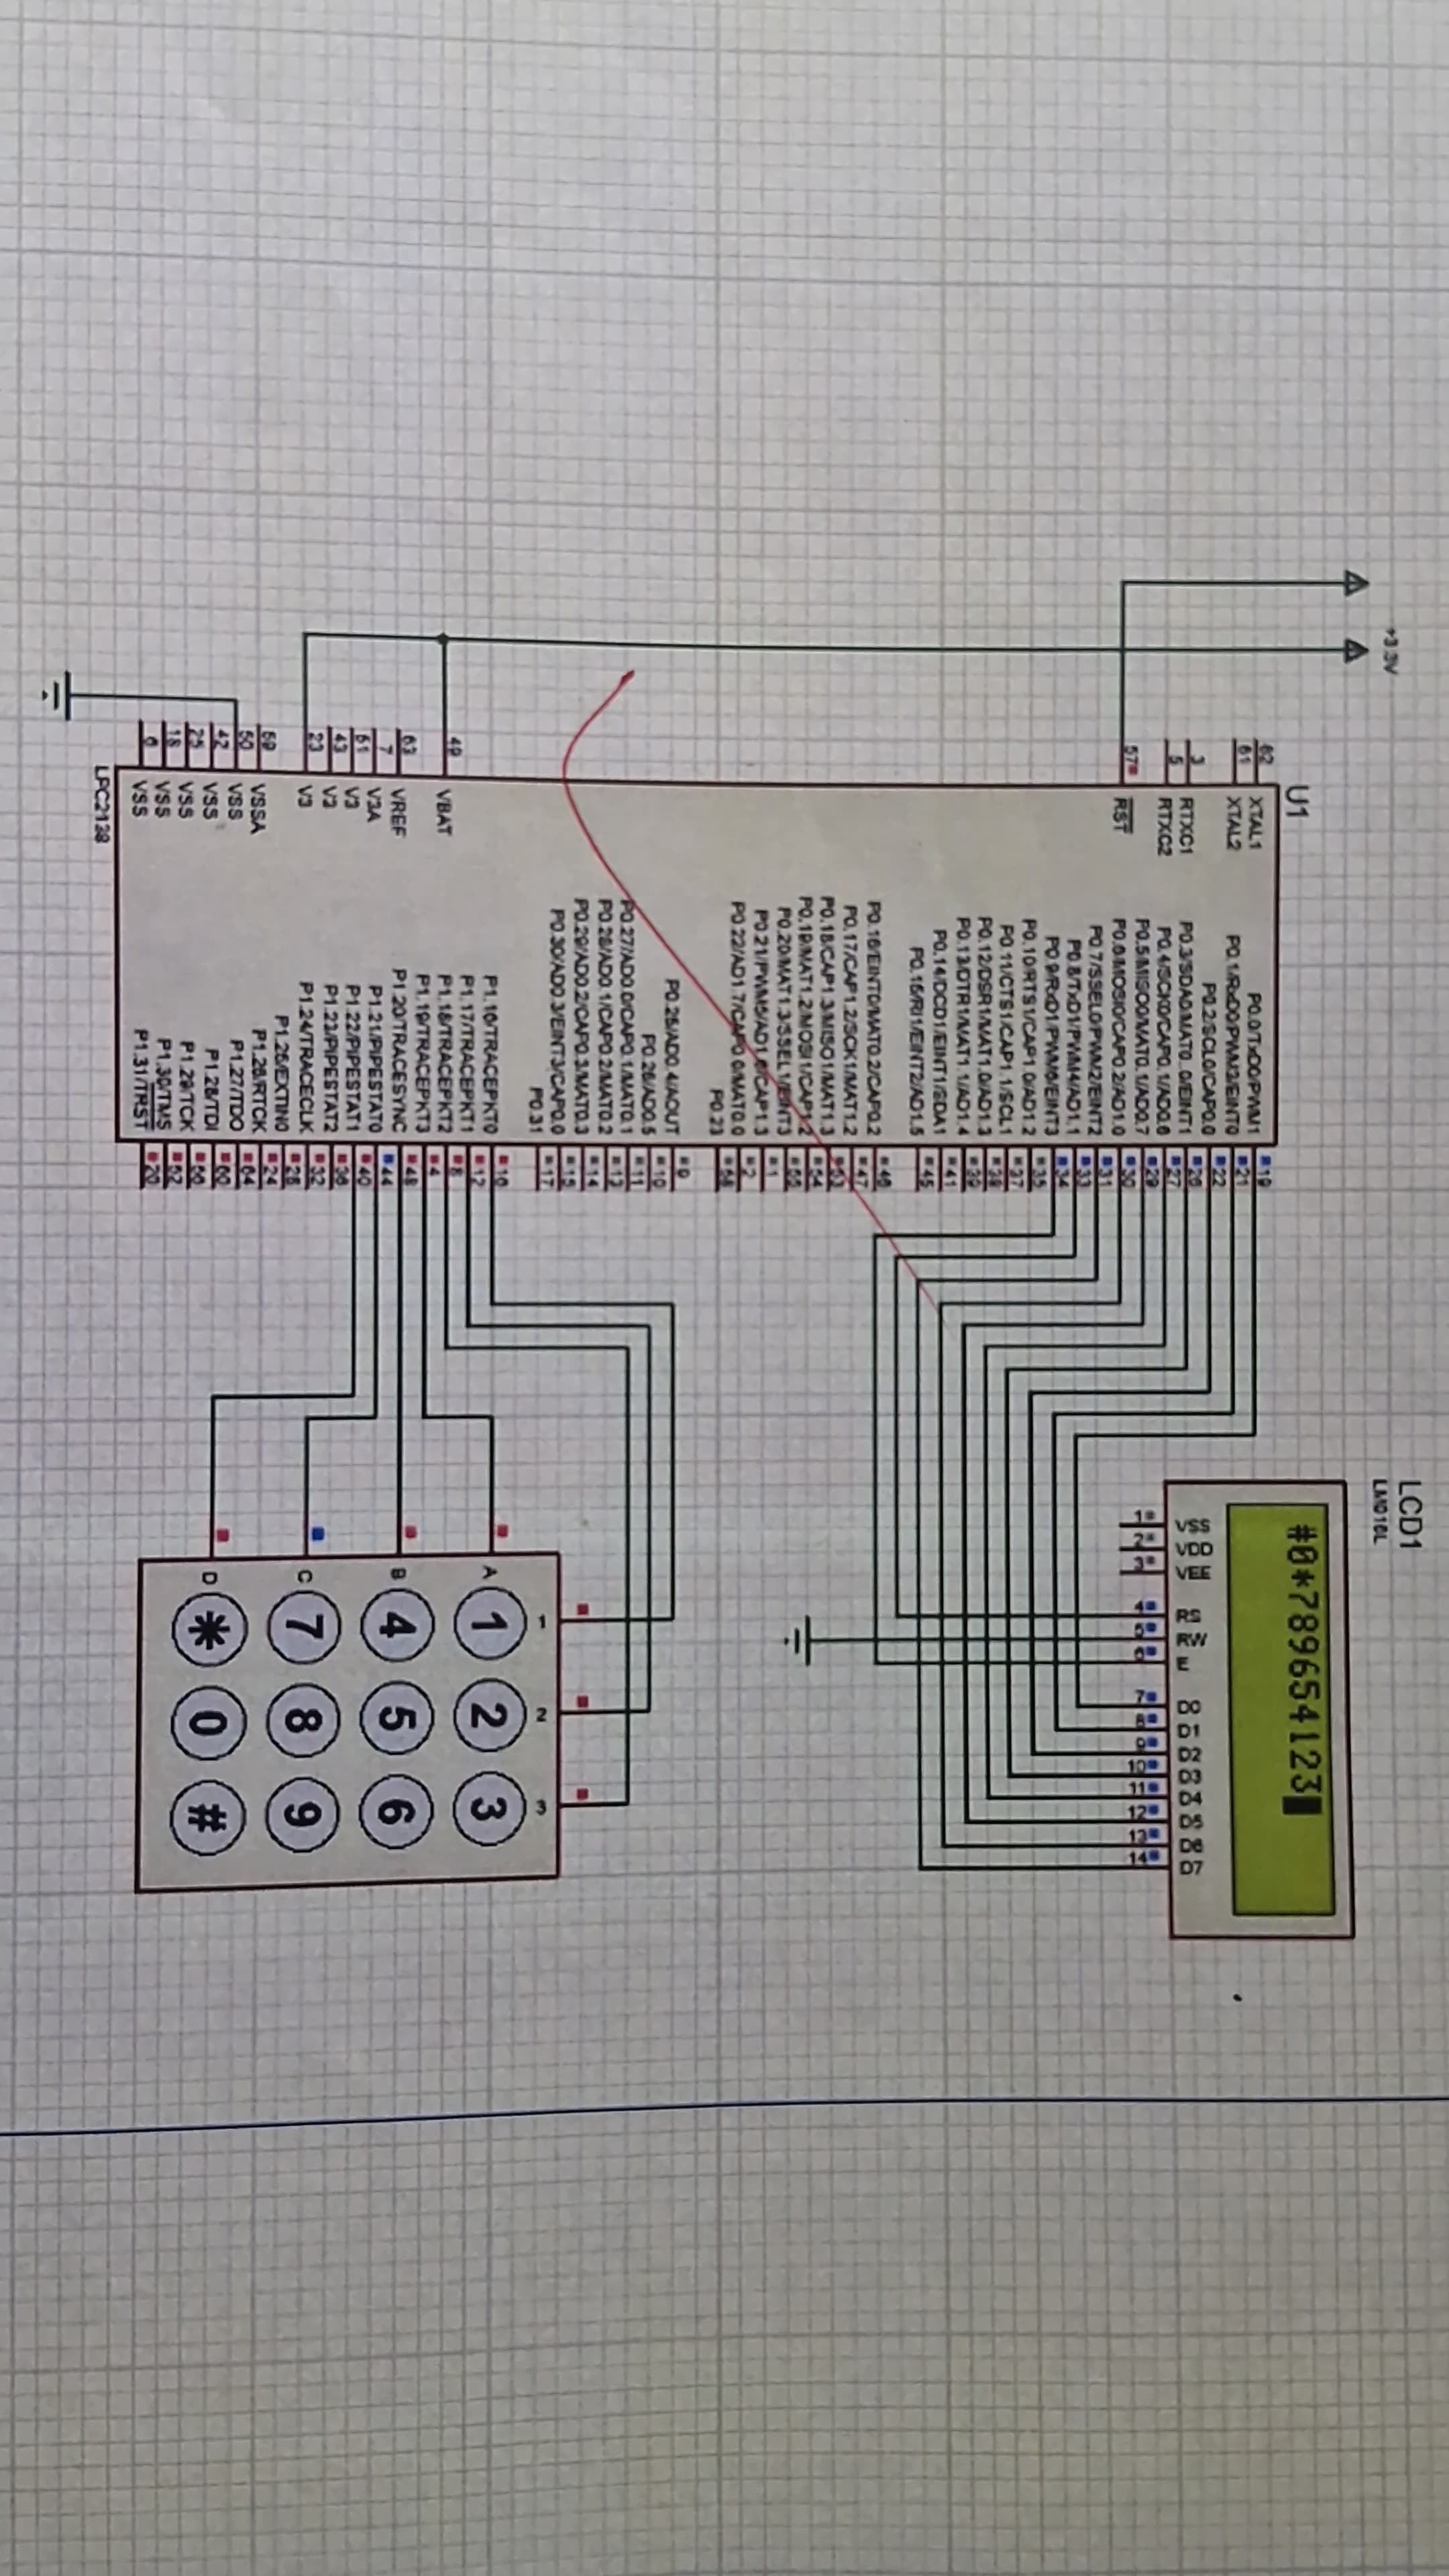 +3.3V
U1
62
61
XTAL1
XTAL2
3
5
RTXC1
RTXC2
57
RST
49
VBAT
63
7
51
43
23
VREF
V3A
V3
V3
V3
59
50
42
25
18
6
VSSA
VSS
VSS
VSS
VSS
VSS
LPC2138
P0.0/TxD0/PWM1
P0.1/RxD0/PWM3/EINT0
P0.2/SCL0/CAP0.0
P0.3/SDA0/MAT0.0/EINT1
P0.4/SCK0/CAP0.1/AD0.6
P0.5/MISO0/MAT0.1/AD0.7
P0.6/MOSI0/CAP0.2/AD1.0
P0.7/SSEL0/PWM2/EINT2
P0.8/TxD1/PWM4/AD1.1
P0.9/RxD1/PWM6/EINT3
P0.10/RTS1/CAP1.0/AD1.2
P0.11/CTS1/CAP1.1/SCL1
P0.12/DSR1/MAT1.0/AD1.3
P0.13/DTR1/MAT1.1/AD1.4
P0.14/DCD1/EINT1/SDA1
P0.15/RI1/EINT2/AD1.5
19
21
22
26
27
29
30
31
33
34
35
37
38
39
41
45
P0.16/EINT0/MAT0.2/CAP0.2
P0.17/CAP1.2/SCK1/MAT1.2
P0.18/CAP1.3/MISO1/MAT1.3
P0.19/MAT1.2/MOSI1/CAP1.2
P0.20/MAT1.3/SSEL1/EINT3
P0.21/PWM5/AD1.6/CAP1.3
P0.22/AD1.7/CAP0.0/MAT0.0
P0.23
46
47
53
54
55
1
2
58
P0.25/AD0.4/AOUT
P0.26/AD0.5
P0.27/AD0.0/CAP0.1/MAT0.1
P0.28/AD0.1/CAP0.2/MAT0.2
P0.29/AD0.2/CAP0.3/MAT0.3
P0.30/AD0.3/EINT3/CAP0.0
P0.31
9
10
11
13
14
15
17
P1.16/TRACEPKT0
P1.17/TRACEPKT1
P1.18/TRACEPKT2
P1.19/TRACEPKT3
P1.20/TRACESYNC
P1.21/PIPESTAT0
P1.22/PIPESTAT1
P1.23/PIPESTAT2
P1.24/TRACECLK
P1.25/EXTIN0
P1.26/RTCK
P1.27/TDO
P1.28/TDI
P1.29/TCK
P1.30/TMS
P1.31/TRST
16
12
8
4
48
44
40
36
32
28
24
64
60
56
52
20
LCD1
LM016L
#0*789654123
VSS
VDD
VEE
RS
RW
E
D0
D1
D2
D3
D4
D5
D6
D7
1
2
3
4
5
6
7
8
9
10
11
12
13
14
1 2 3
A 1 2 3
B 4 5 6
C 7 8 9
D * 0 #